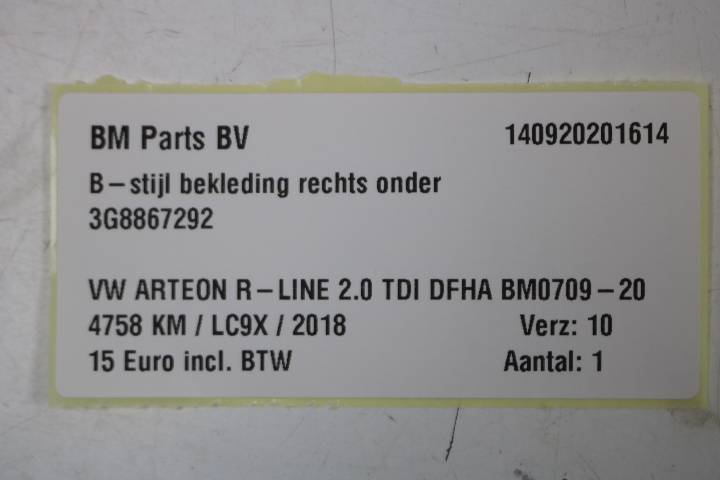 BM Parts BV 140920201614
B-stijl bekleding rechts onder
3G8867292
VW ARTEON R-LINE 2.0 TDI DFHA BM0709-20
4758 KM / LC9X / 2018 Verz: 10
15 Euro incl. BTW Aantal: 1